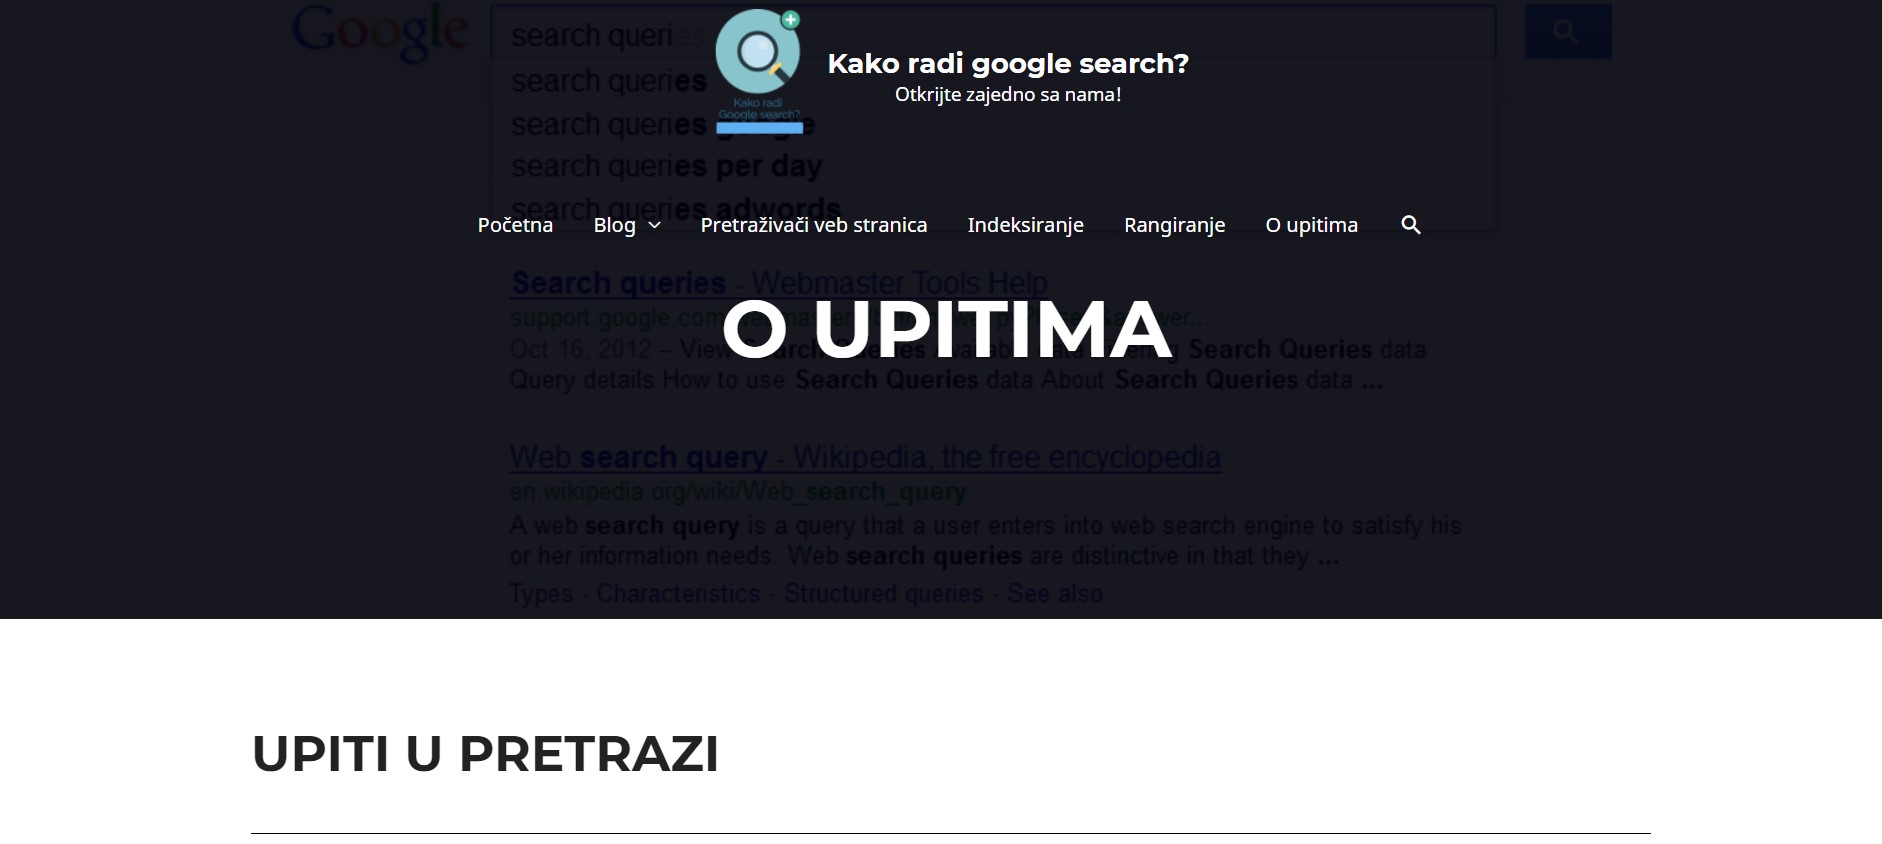 Google
search queries
search queries
search queries google
search queries per day
search queries adwords
Kako radi
Google search?
Kako radi google search?
Otkrijte zajedno sa nama!
Početna Blog Pretraživači veb stranica Indeksiranje Rangiranje O upitima
Search queries - Webmaster Tools Help
O UPITIMA
support.google.com
Oct 16, 2012 – View Search Queries data Search Queries data
Query details How to use Search Queries data About Search Queries data ...
Web search query - Wikipedia, the free encyclopedia
en.wikipedia.org/wiki/Web_search_query
A web search query is a query that a user enters into web search engine to satisfy his
or her information needs. Web search queries are distinctive in that they ...
Types - Characteristics - Structured queries - See also
UPITI U PRETRAZI